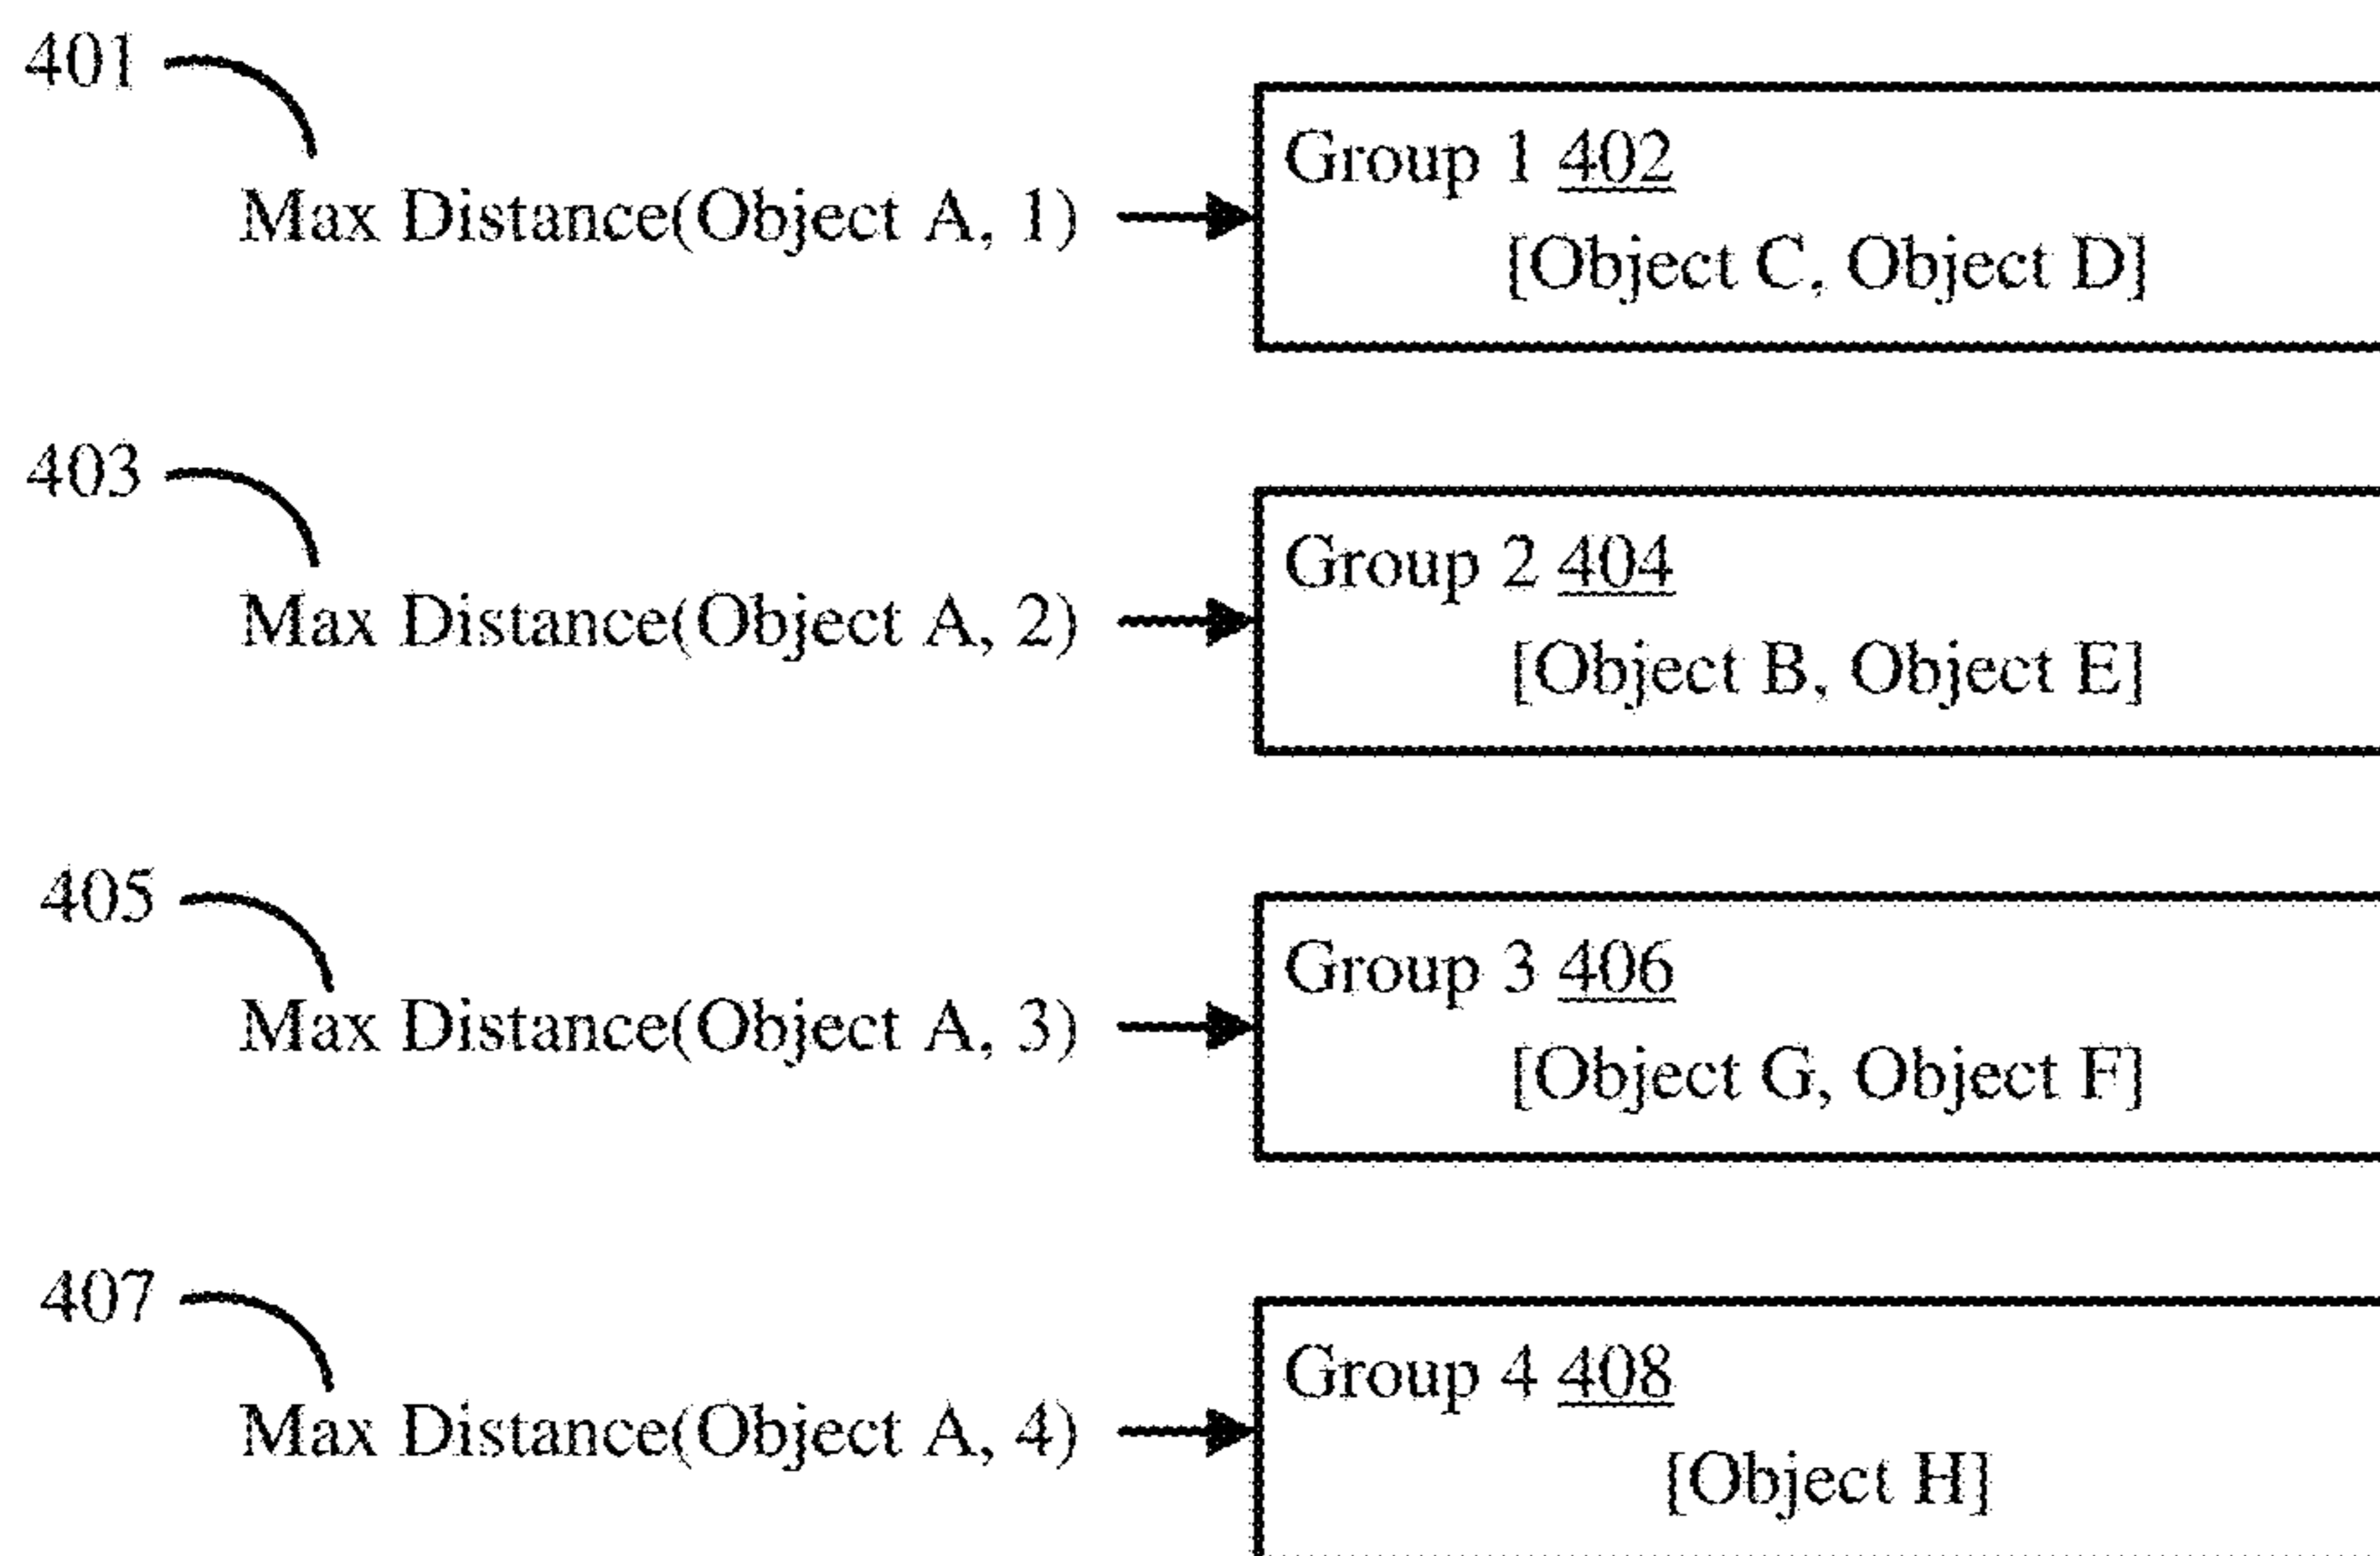 401
Max Distance(Object A, 1)
Group 1 402
[Object C, Object D]
403
Max Distance(Object A, 2)
Group 2 404
[Object B, Object E]
405
Max Distance(Object A, 3)
Group 3 406
[Object G, Object F]
407
Max Distance(Object A, 4)
Group 4 408
[Object H]